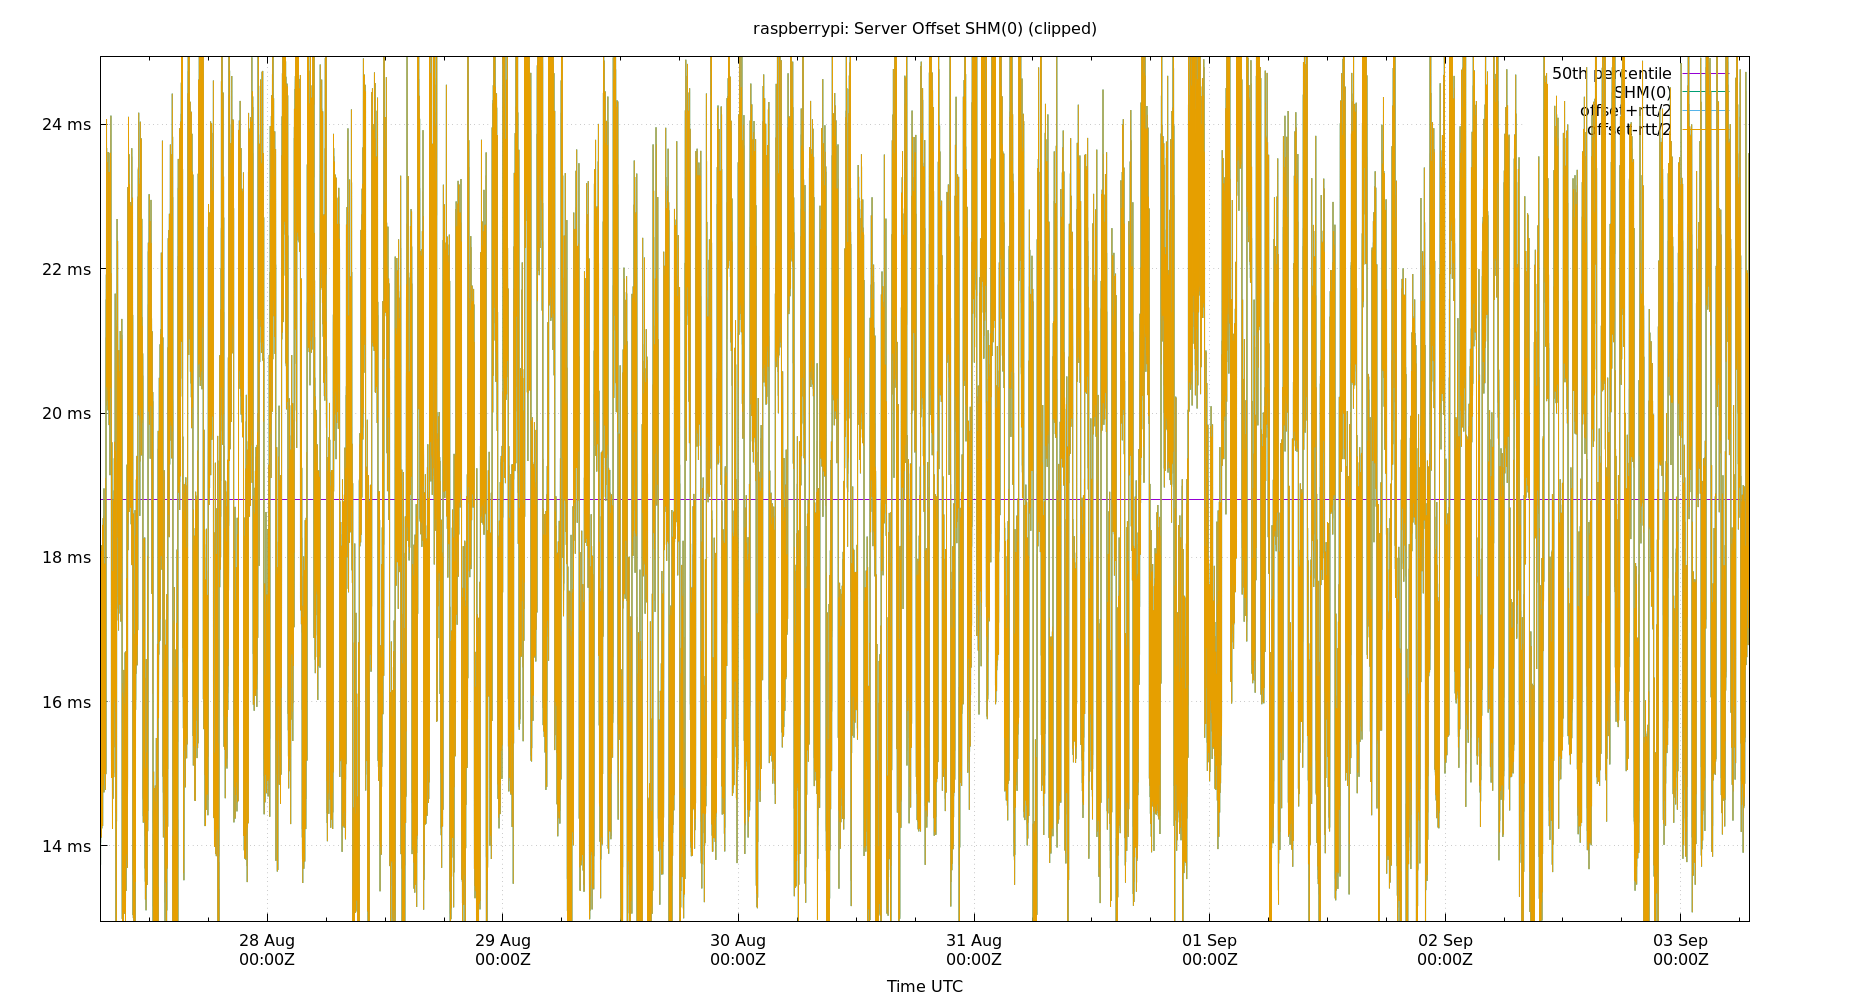 raspberrypi: Server Offset SHM(0) (clipped)
50th percentile
SHM(0)
offset+rtt/2
offset-rtt/2
24 ms
22 ms
20 ms
18 ms
16 ms
14 ms
28 Aug 29 Aug 30 Aug 31 Aug 01 Sep 02 Sep 03 Sep
00:00Z 00:00Z 00:00Z 00:00Z 00:00Z 00:00Z 00:00Z
Time UTC